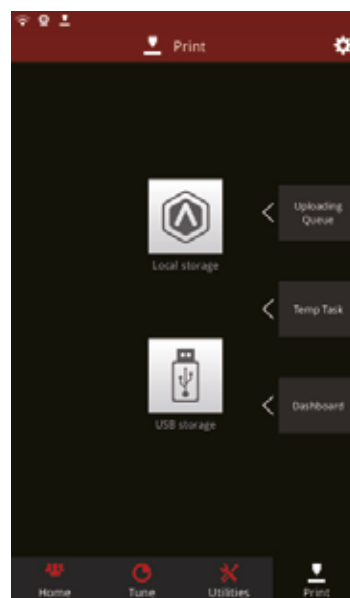 Print
Uploading
Queue
Local storage
Temp Task
Dashboard
USB storage
Home
Tune
Utilities
Print